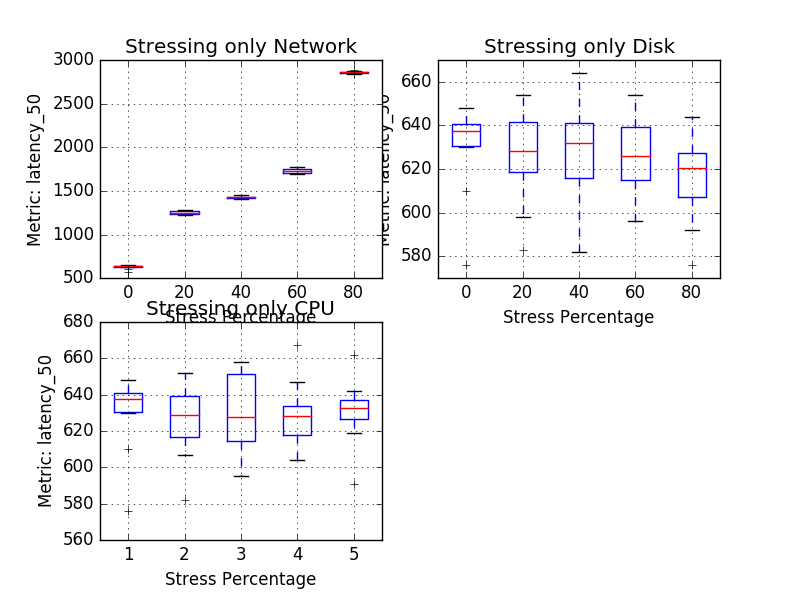 Stressing only Network
Metric: latency_50
3000
2500
2000
1500
1000
500
0 20 40 60 80
Stress Percentage
Stressing only Disk
Metric: latency_50
660
640
620
600
580
0 20 40 60 80
Stress Percentage
Stressing only CPU
Metric: latency_50
680
660
640
620
600
580
560
1 2 3 4 5
Stress Percentage